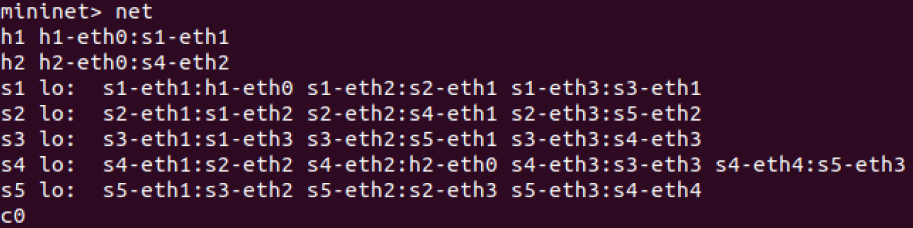 mininet> net
h1 h1-eth0:s1-eth1
h2 h2-eth0:s4-eth2
s1 lo:  s1-eth1:h1-eth0 s1-eth2:s2-eth1 s1-eth3:s3-eth1
s2 lo:  s2-eth1:s1-eth2 s2-eth2:s4-eth1 s2-eth3:s5-eth2
s3 lo:  s3-eth1:s1-eth3 s3-eth2:s5-eth1 s3-eth3:s4-eth3
s4 lo:  s4-eth1:s2-eth2 s4-eth2:h2-eth0 s4-eth3:s3-eth3 s4-eth4:s5-eth3
s5 lo:  s5-eth1:s3-eth2 s5-eth2:s2-eth3 s5-eth3:s4-eth4
c0